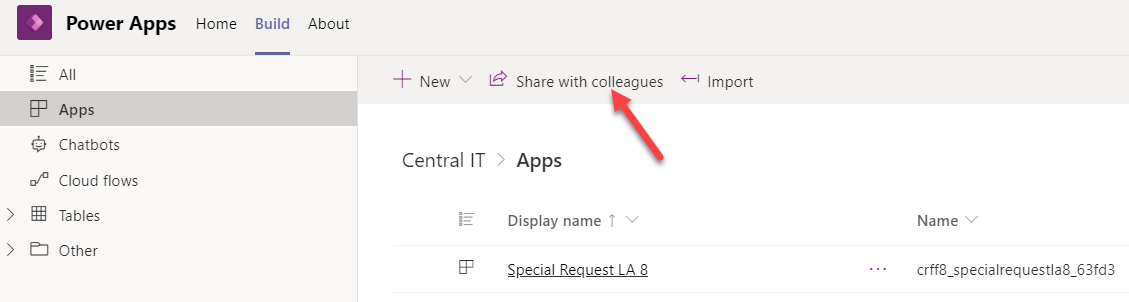 Power Apps Home Build About
All
Apps
Chatbots
Cloud flows
Tables
Other
New Share with colleagues Import
Central IT > Apps
Display name ↑ Name
Special Request LA 8 ... crff8_specialrequestla8_63fd3